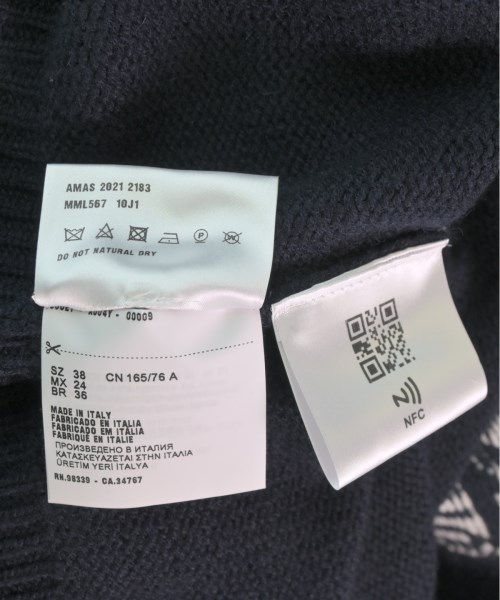 AMAS 2021 2183
MML567 10J1
DO NOT NATURAL DRY
A004Y - 00009
SZ 38
MX 24
BR 36
CN 165/76 A
MADE IN ITALY
FABRICADO EN ITALIA
FABRICADO EM ITÁLIA
FABRIQUÉ EN ITALIE
ПРОИЗВЕДЕНО В ИТАЛИЯ
ΚΑΤΑΣΚΕΥΑΖΕΤΑΙ ΣΤΗΝ ΙΤΑΛΙΑ
ÜRETİM YERİ İTALYA
RN.98339 - CA.34767
NFC